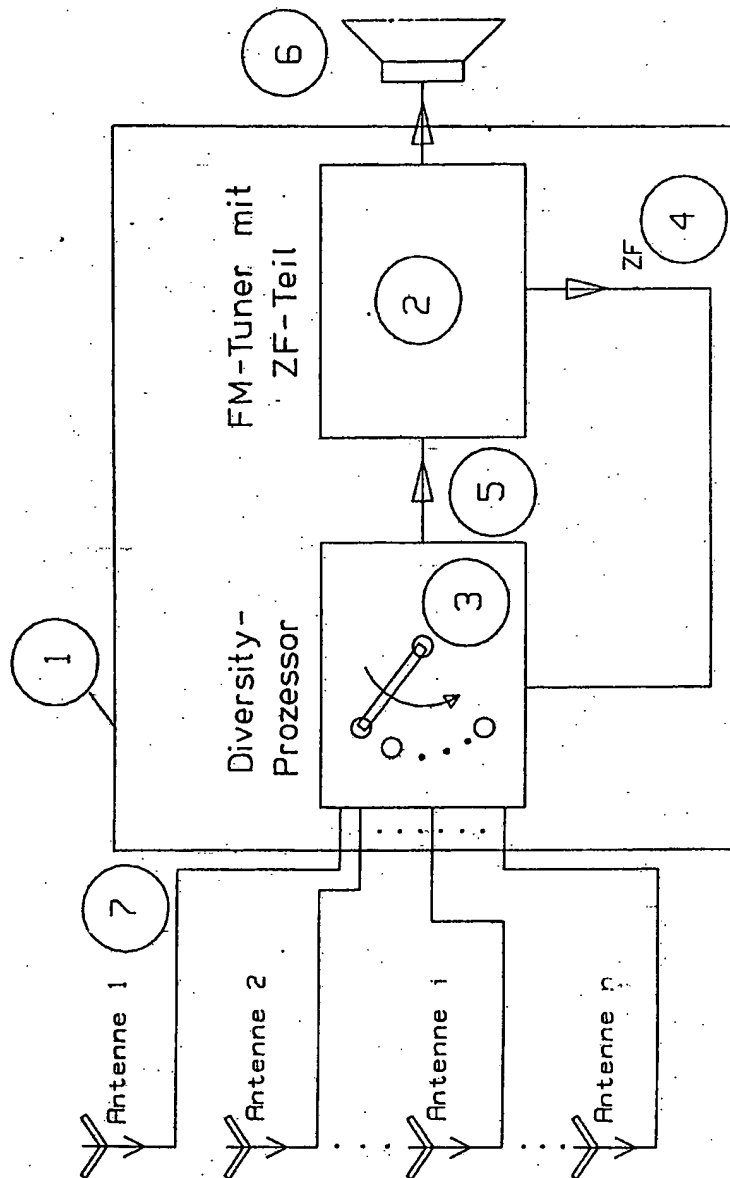 Antenne 1
Antenne 2
Antenne i
Antenne n
7
1
Diversity-
Prozessor
3
5
FM-Tuner mit
ZF-Teil
2
ZF
4
6